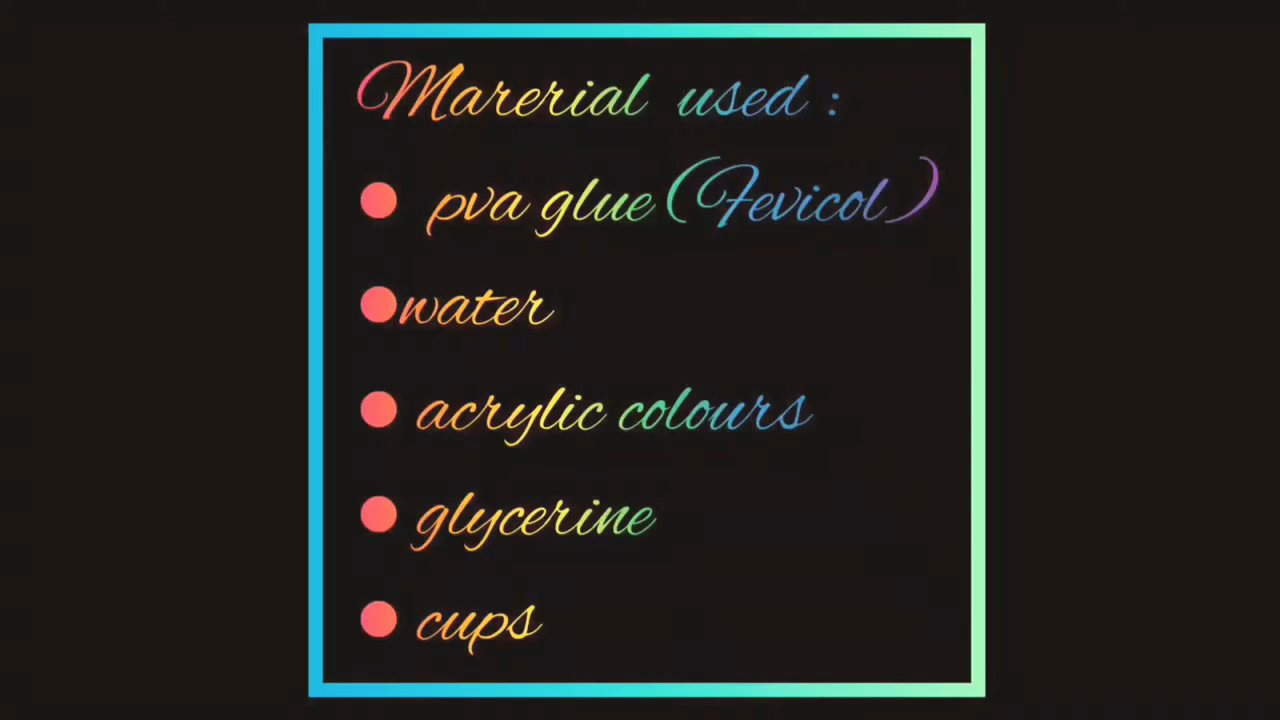 Marerial used :
● pva glue (Fevicol)
●water
● acrylic colours
● glycerine
● cups